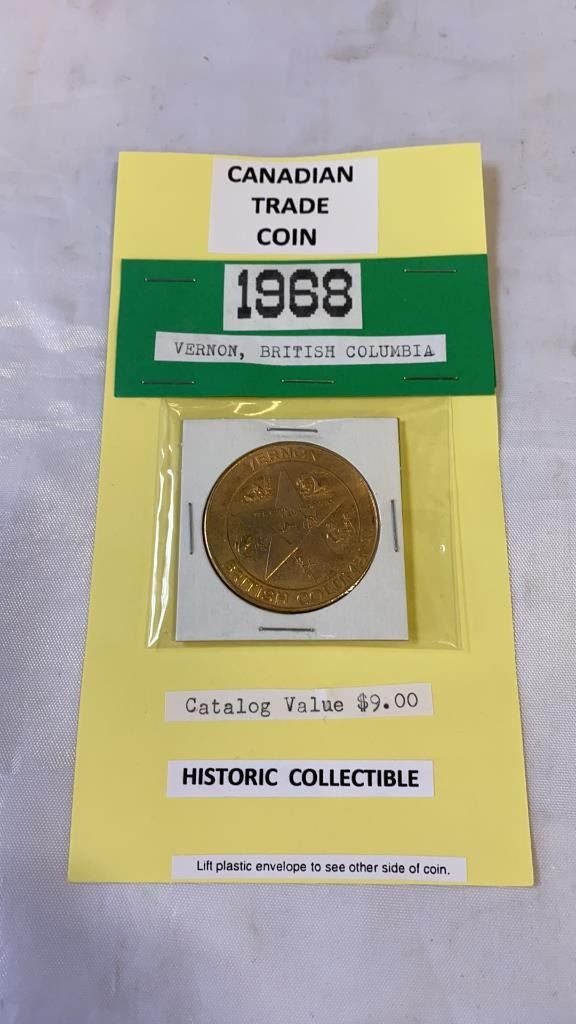 CANADIAN
TRADE
COIN
1968
VERNON, BRITISH COLUMBIA
VERNON
BRITISH COLUMBIA
Catalog Value $9.00
HISTORIC COLLECTIBLE
Lift plastic envelope to see other side of coin.